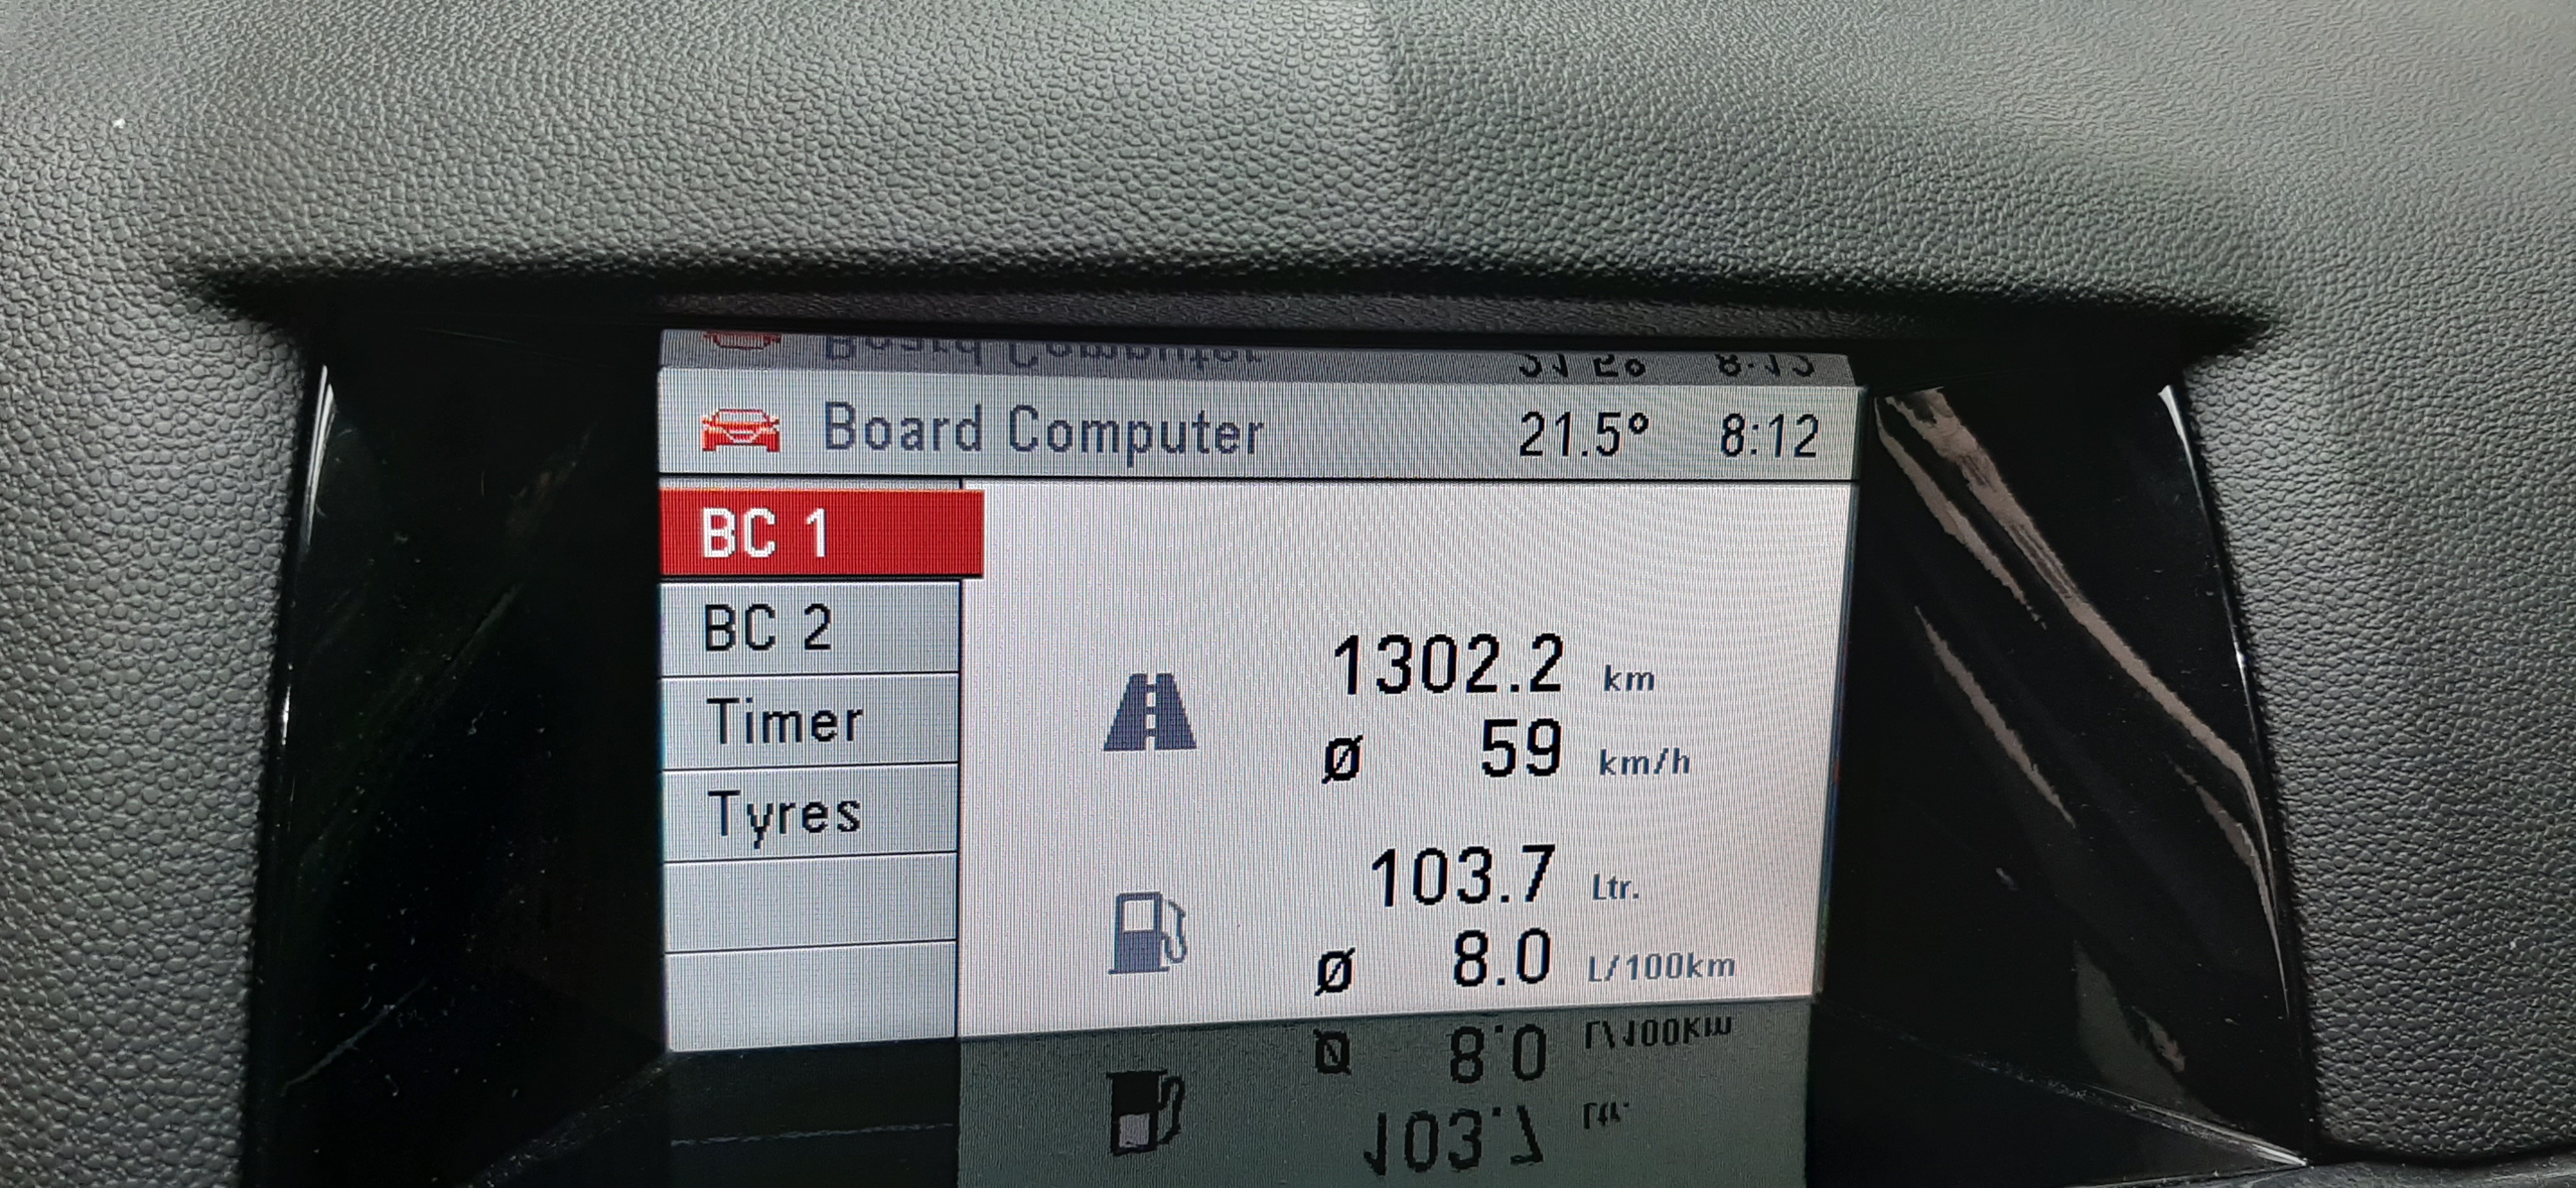 Board Computer 21.5° 8:12
BC 1
BC 2
Timer
Tyres
1302.2 km
Ø 59 km/h
103.7 Ltr.
Ø 8.0 L/100km